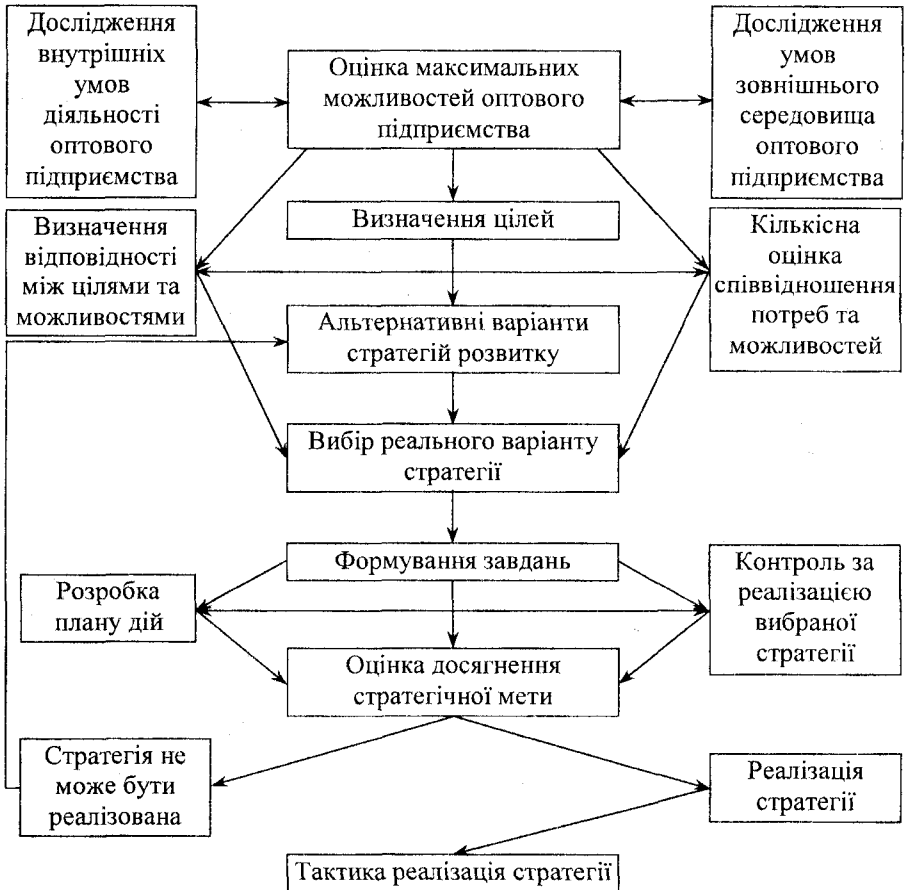 Дослідження
внутрішніх
умов
діяльності
оптового
підприємства
Оцінка максимальних
можливостей оптового
підприємства
Дослідження
умов
зовнішнього
середовища
оптового
підприємства
Визначення цілей
Визначення
відповідності
між цілями та
можливостями
Кількісна
оцінка
співвідношення
потреб та
можливостей
Альтернативні варіанти
стратегій розвитку
Вибір реального варіанту
стратегії
Формування завдань
Розробка
плану дій
Контроль за
реалізацією
вибраної
стратегії
Оцінка досягнення
стратегічної мети
Стратегія не
може бути
реалізована
Реалізація
стратегії
Тактика реалізація стратегії